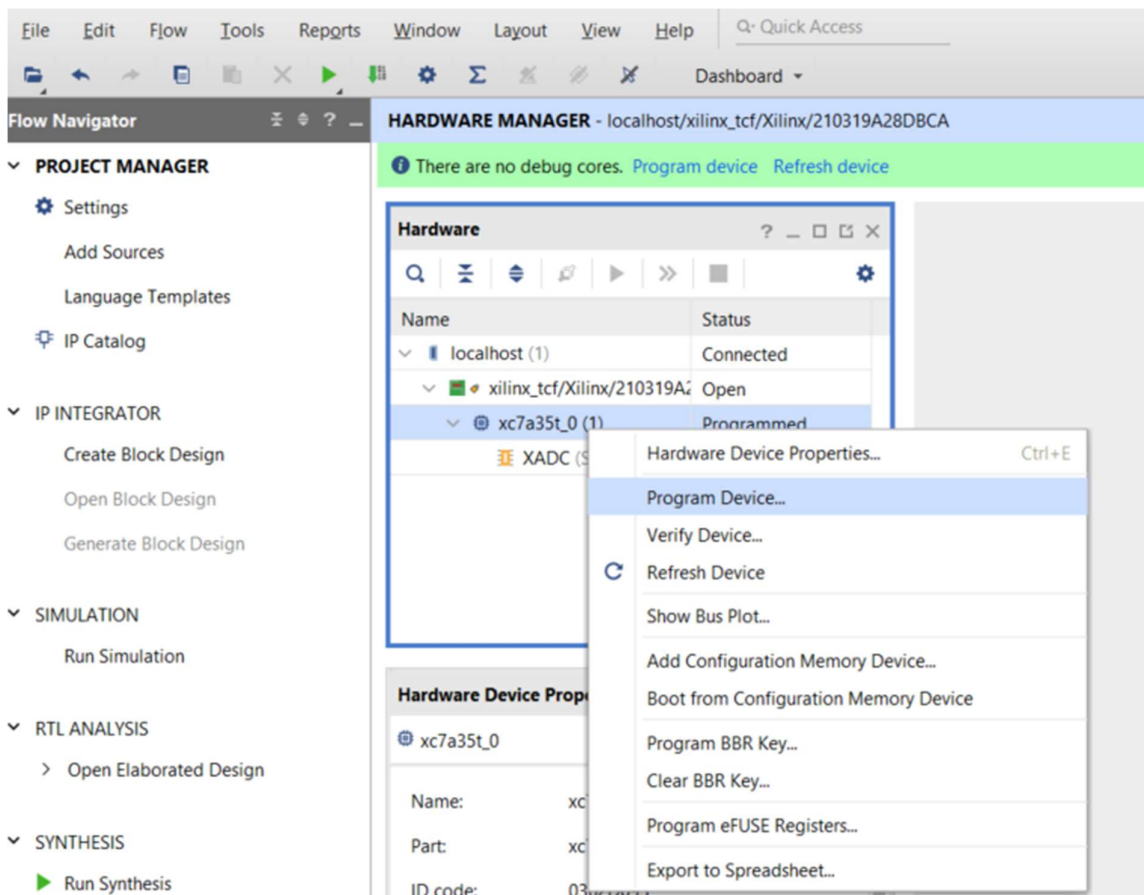 File Edit Flow Tools Reports Window Layout View Help Quick Access
Dashboard
Flow Navigator ? _
HARDWARE MANAGER - localhost/xilinx_tcf/Xilinx/210319A28DBCA
There are no debug cores. Program device Refresh device
PROJECT MANAGER
Settings
Add Sources
Language Templates
IP Catalog
IP INTEGRATOR
Create Block Design
Open Block Design
Generate Block Design
SIMULATION
Run Simulation
RTL ANALYSIS
Open Elaborated Design
SYNTHESIS
Run Synthesis
Hardware ?
Name Status
localhost (1) Connected
xilinx_tcf/Xilinx/210319A2 Open
xc7a35t_0 (1) Programmed
XADC (S
Hardware Device Properties... Ctrl+E
Program Device...
Verify Device...
Refresh Device
Show Bus Plot...
Add Configuration Memory Device...
Boot from Configuration Memory Device
Program BBR Key...
Clear BBR Key...
Program eFUSE Registers...
Export to Spreadsheet...
Hardware Device Prop
xc7a35t_0
Name: xc
Part: xc
ID code: